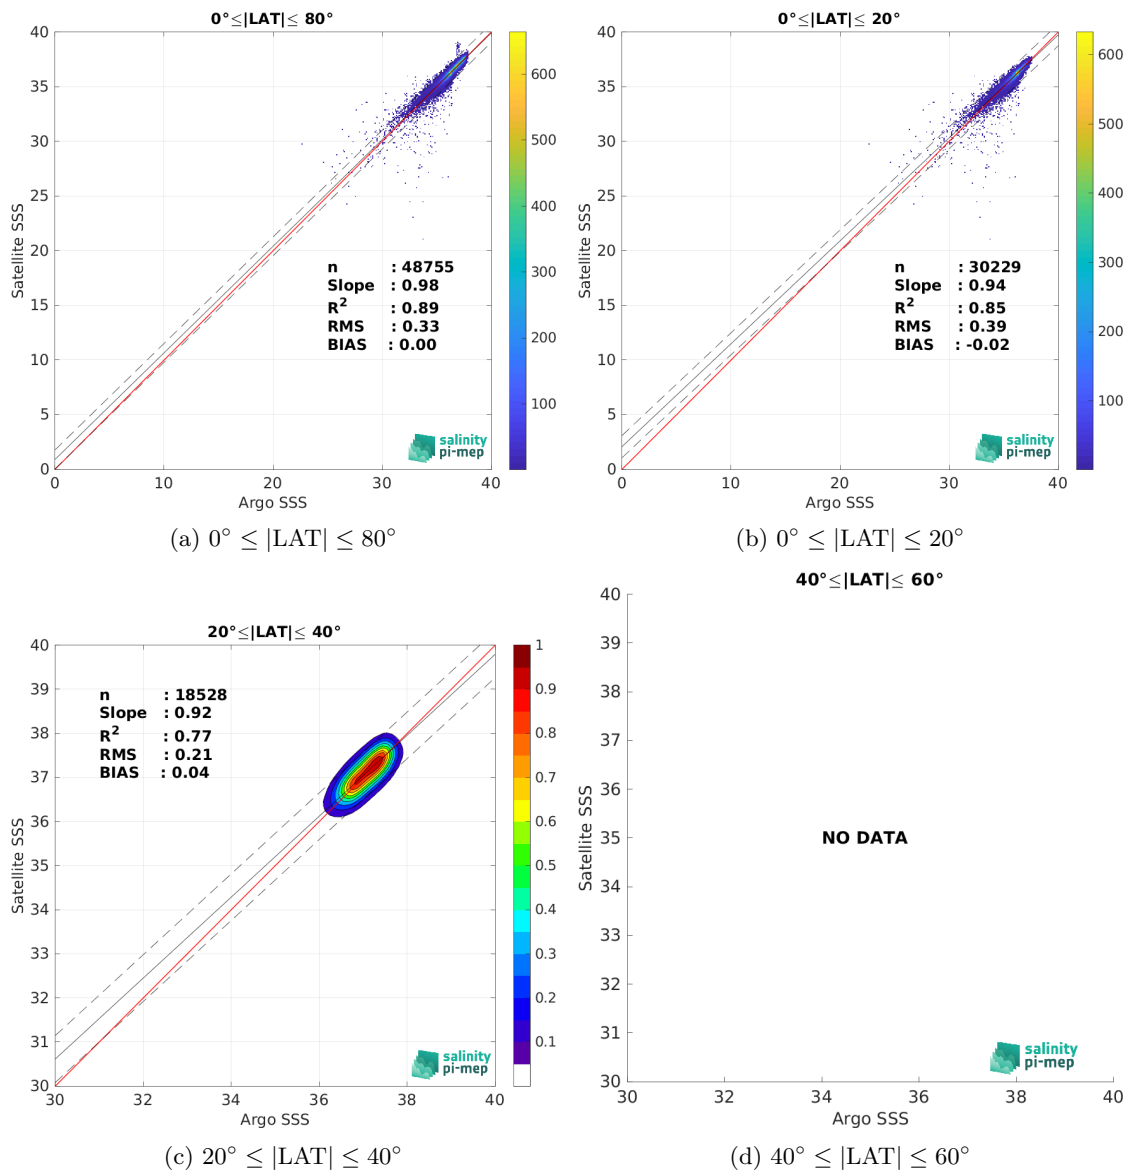 0°≤|LAT|≤ 80°
40
35
30
25
20
15
10
5
0
Satellite SSS
n : 48755
Slope : 0.98
R² : 0.89
RMS : 0.33
BIAS : 0.00
salinity
pi-mep
0 10 20 30 40
Argo SSS
600
500
400
300
200
100
(a) 0° ≤ |LAT| ≤ 80°
0°≤|LAT|≤ 20°
40
35
30
25
20
15
10
5
0
Satellite SSS
n : 30229
Slope : 0.94
R² : 0.85
RMS : 0.39
BIAS : -0.02
salinity
pi-mep
0 10 20 30 40
Argo SSS
600
500
400
300
200
100
(b) 0° ≤ |LAT| ≤ 20°
20°≤|LAT|≤ 40°
40
39
38
37
36
35
34
33
32
31
30
Satellite SSS
n : 18528
Slope : 0.92
R² : 0.77
RMS : 0.21
BIAS : 0.04
salinity
pi-mep
30 32 34 36 38 40
Argo SSS
1
0.9
0.8
0.7
0.6
0.5
0.4
0.3
0.2
0.1
(c) 20° ≤ |LAT| ≤ 40°
40°≤|LAT|≤ 60°
40
39
38
37
36
35
34
33
32
31
30
Satellite SSS
NO DATA
salinity
pi-mep
30 32 34 36 38 40
Argo SSS
(d) 40° ≤ |LAT| ≤ 60°